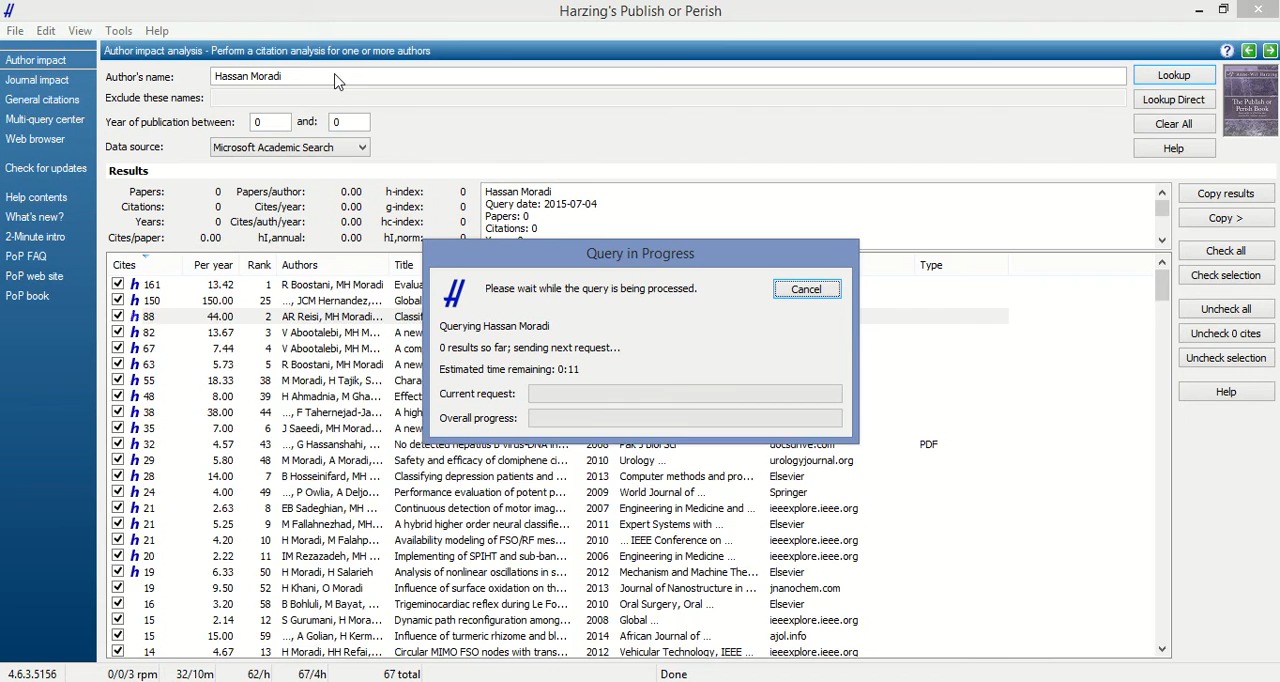 Harzing's Publish or Perish
File Edit View Tools Help
Author impact
Journal impact
General citations
Multi-query center
Web browser
Check for updates
Help contents
What's new?
2-Minute intro
PoP FAQ
PoP web site
PoP book
Author impact analysis - Perform a citation analysis for one or more authors
Author's name: Hassan Moradi Lookup
Exclude these names: Lookup Direct
Year of publication between: 0 and: 0 Clear All
Data source: Microsoft Academic Search Help
The Publish or Perish Book
Results
Papers: 0 Papers/author: 0.00 h-index: 0
Citations: 0 Cites/year: 0.00 g-index: 0
Years: 0 Cites/auth/year: 0.00 hc-index: 0
Cites/paper: 0.00 hI,annual: 0.00 hI,norm: 0
Hassan Moradi
Query date: 2015-07-04
Papers: 0
Citations: 0
Copy results
Copy >
Check all
Check selection
Uncheck all
Uncheck 0 cites
Uncheck selection
Help
Query in Progress
Please wait while the query is being processed. Cancel
Querying Hassan Moradi
0 results so far; sending next request...
Estimated time remaining: 0:11
Current request:
Overall progress:
Cites Per year Rank Authors Title Type
h 161 13.42 1 R Boostani, MH Moradi Evalua
h 150 150.00 25 ..., JCM Hernandez,... Global
h 88 44.00 2 AR Reisi, MH Moradi... Classif
h 82 13.67 3 V Abootalebi, MH M... A new
h 67 7.44 4 V Abootalebi, MH M... A com
h 63 5.73 5 R Boostani, MH Moradi A new
h 55 18.33 38 M Moradi, H Tajik, S... Chara
h 48 8.00 39 H Ahmadnia, M Gha... Effect
h 38 38.00 44 ..., F Tahernejad-Ja... A high
h 35 7.00 6 J Saeedi, MH Morad... A new
h 32 4.57 43 ..., G Hassanshahi, ... No detected hepatitis B virus-DNA in... 2008 Pak J Biol Sci docsdrive.com PDF
h 29 5.80 48 M Moradi, A Moradi,... Safety and efficacy of clomiphene ci... 2010 Urology ... urologyjournal.org
h 28 14.00 7 B Hosseinifard, MH ... Classifying depression patients and ... 2013 Computer methods and pro... Elsevier
h 24 4.00 49 ..., P Owlia, A Deljo... Performance evaluation of potent p... 2009 World Journal of ... Springer
h 21 2.63 8 EB Sadeghian, MH ... Continuous detection of motor imag... 2007 Engineering in Medicine and ... ieeexplore.ieee.org
h 21 5.25 9 M Fallahnezhad, MH... A hybrid higher order neural classifie... 2011 Expert Systems with ... Elsevier
h 21 4.20 10 H Moradi, M Falahp... Availability modeling of FSO/RF mes... 2010 ... IEEE Conference on ... ieeexplore.ieee.org
h 20 2.22 11 IM Rezazadeh, MH ... Implementing of SPIHT and sub-ban... 2006 Engineering in Medicine ... ieeexplore.ieee.org
h 19 6.33 50 H Moradi, H Salarieh Analysis of nonlinear oscillations in s... 2012 Mechanism and Machine The... Elsevier
19 9.50 52 H Khani, O Moradi Influence of surface oxidation on th... 2013 Journal of Nanostructure in ... jnanochem.com
16 3.20 58 B Bohluli, M Bayat, ... Trigeminocardiac reflex during Le Fo... 2010 Oral Surgery, Oral ... Elsevier
15 2.14 12 S Gurumani, H Mora... Dynamic path reconfiguration among... 2008 Global ... ieeexplore.ieee.org
15 15.00 59 ..., A Golian, H Kerm... Influence of turmeric rhizome and bl... 2014 African Journal of ... ajol.info
14 4.67 13 H Moradi, HH Refai,... Circular MIMO FSO nodes with trans... 2012 Vehicular Technology, IEEE ... ieeexplore.ieee.org
4.6.3.5156 0/0/3 rpm 32/10m 62/h 67/4h 67 total Done